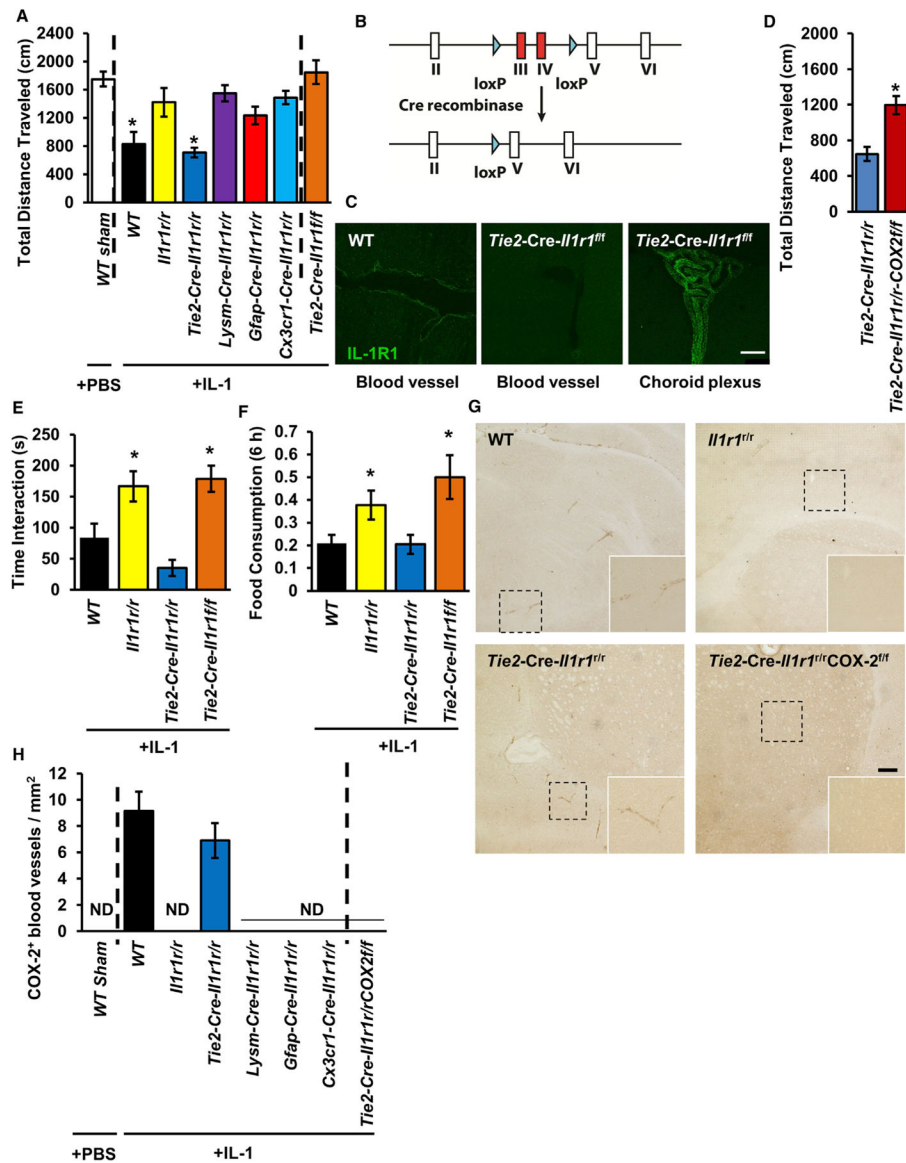 A
Total Distance Traveled (cm)
2400
2000
1600
1200
800
400
0
*
*
WT sham
WT
Il1r1r/r
Tie2-Cre-Il1r1r/r
Lysm-Cre-Il1r1r/r
Gfap-Cre-Il1r1r/r
Cx3cr1-Cre-Il1r1r/r
Tie2-Cre-Il1r1f/f
+PBS
+IL-1
B
II
loxP
III
IV
loxP
V
VI
Cre recombinase
II
loxP
V
VI
C
WT
Tie2-Cre-Il1r1f/f
Tie2-Cre-Il1r1f/f
IL-1R1
Blood vessel
Blood vessel
Choroid plexus
D
Total Distance Traveled (cm)
2000
1600
1200
800
400
0
*
Tie2-Cre-Il1r1r/r
Tie2-Cre-Il1r1r/r-COX2f/f
E
Time Interaction (s)
250
200
150
100
50
0
*
*
WT
Il1r1r/r
Tie2-Cre-Il1r1r/r
Tie2-Cre-Il1r1f/f
+IL-1
F
Food Consumption (6 h)
0.7
0.6
0.5
0.4
0.3
0.2
0.1
0
*
*
WT
Il1r1r/r
Tie2-Cre-Il1r1r/r
Tie2-Cre-Il1r1f/f
+IL-1
G
WT
Il1r1r/r
Tie2-Cre-Il1r1r/r
Tie2-Cre-Il1r1r/rCOX-2f/f
H
COX-2+ blood vessels / mm2
12
10
8
6
4
2
0
ND
ND
ND
WT Sham
WT
Il1r1r/r
Tie2-Cre-Il1r1r/r
Lysm-Cre-Il1r1r/r
Gfap-Cre-Il1r1r/r
Cx3cr1-Cre-Il1r1r/r
Tie2-Cre-Il1r1r/rCOX2f/f
+PBS
+IL-1